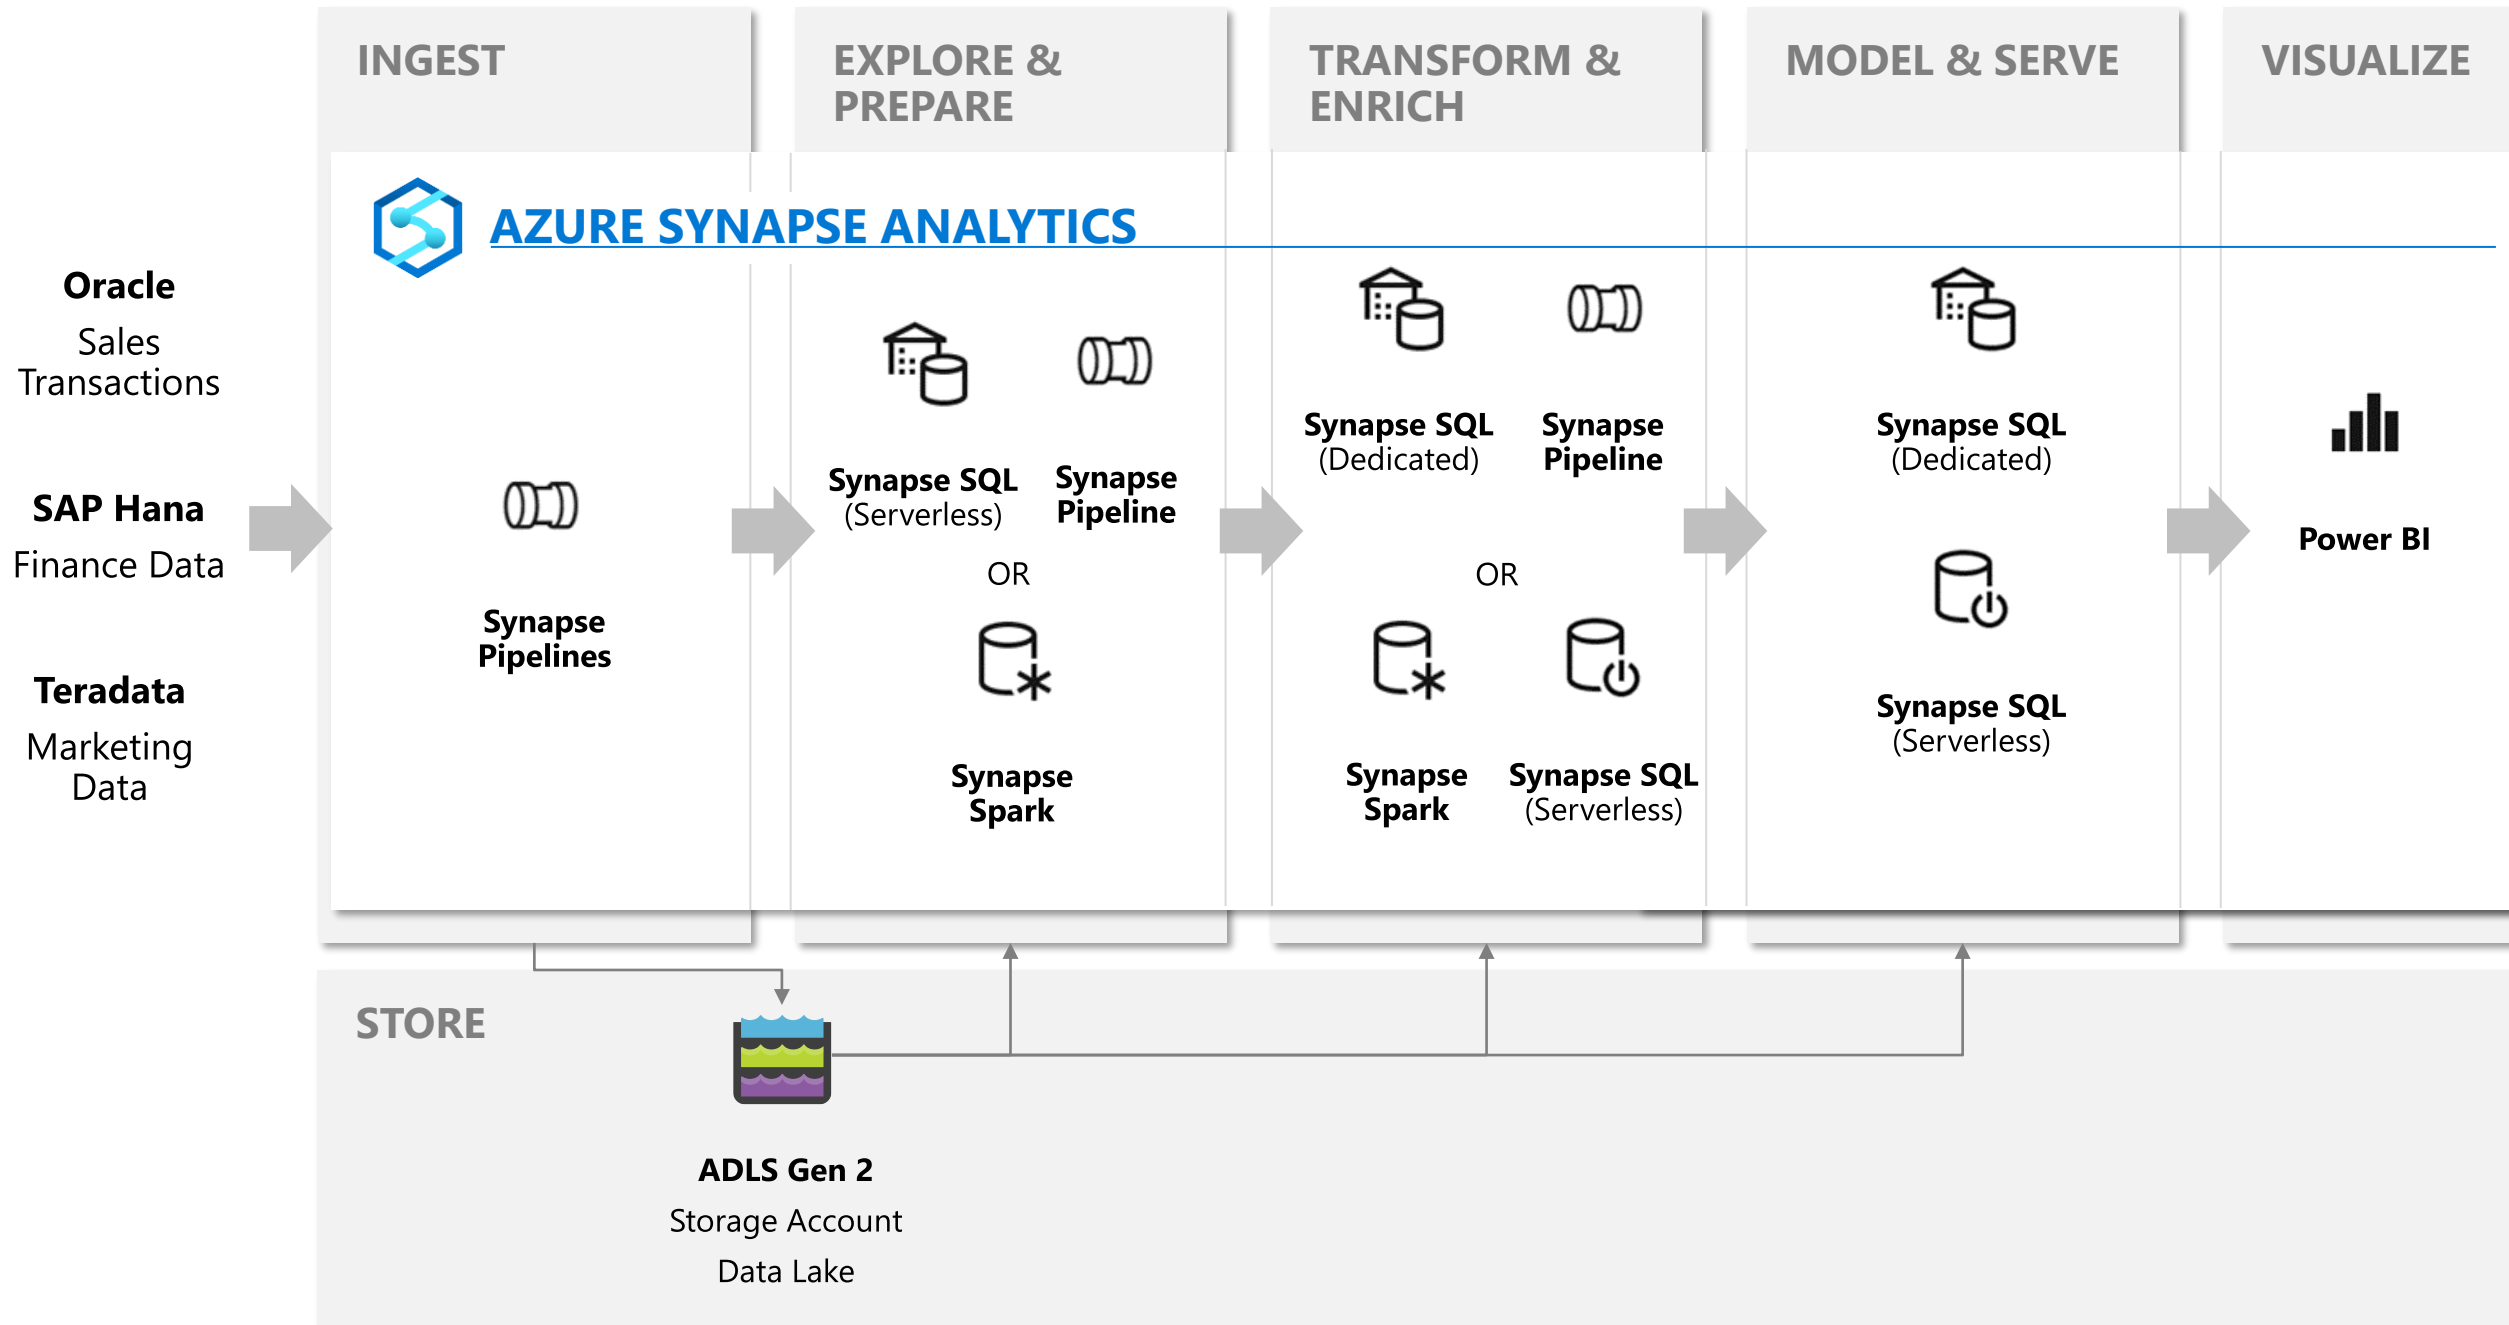 INGEST
EXPLORE &
PREPARE
TRANSFORM &
ENRICH
MODEL & SERVE
VISUALIZE
AZURE SYNAPSE ANALYTICS
Oracle
Sales
Transactions
SAP Hana
Finance Data
Teradata
Marketing
Data
Synapse
Pipelines
Synapse SQL
(Serverless)
Synapse
Pipeline
OR
Synapse
Spark
Synapse SQL
(Dedicated)
Synapse
Pipeline
OR
Synapse
Spark
Synapse SQL
(Serverless)
Synapse SQL
(Dedicated)
Synapse SQL
(Serverless)
Power BI
STORE
ADLS Gen 2
Storage Account
Data Lake